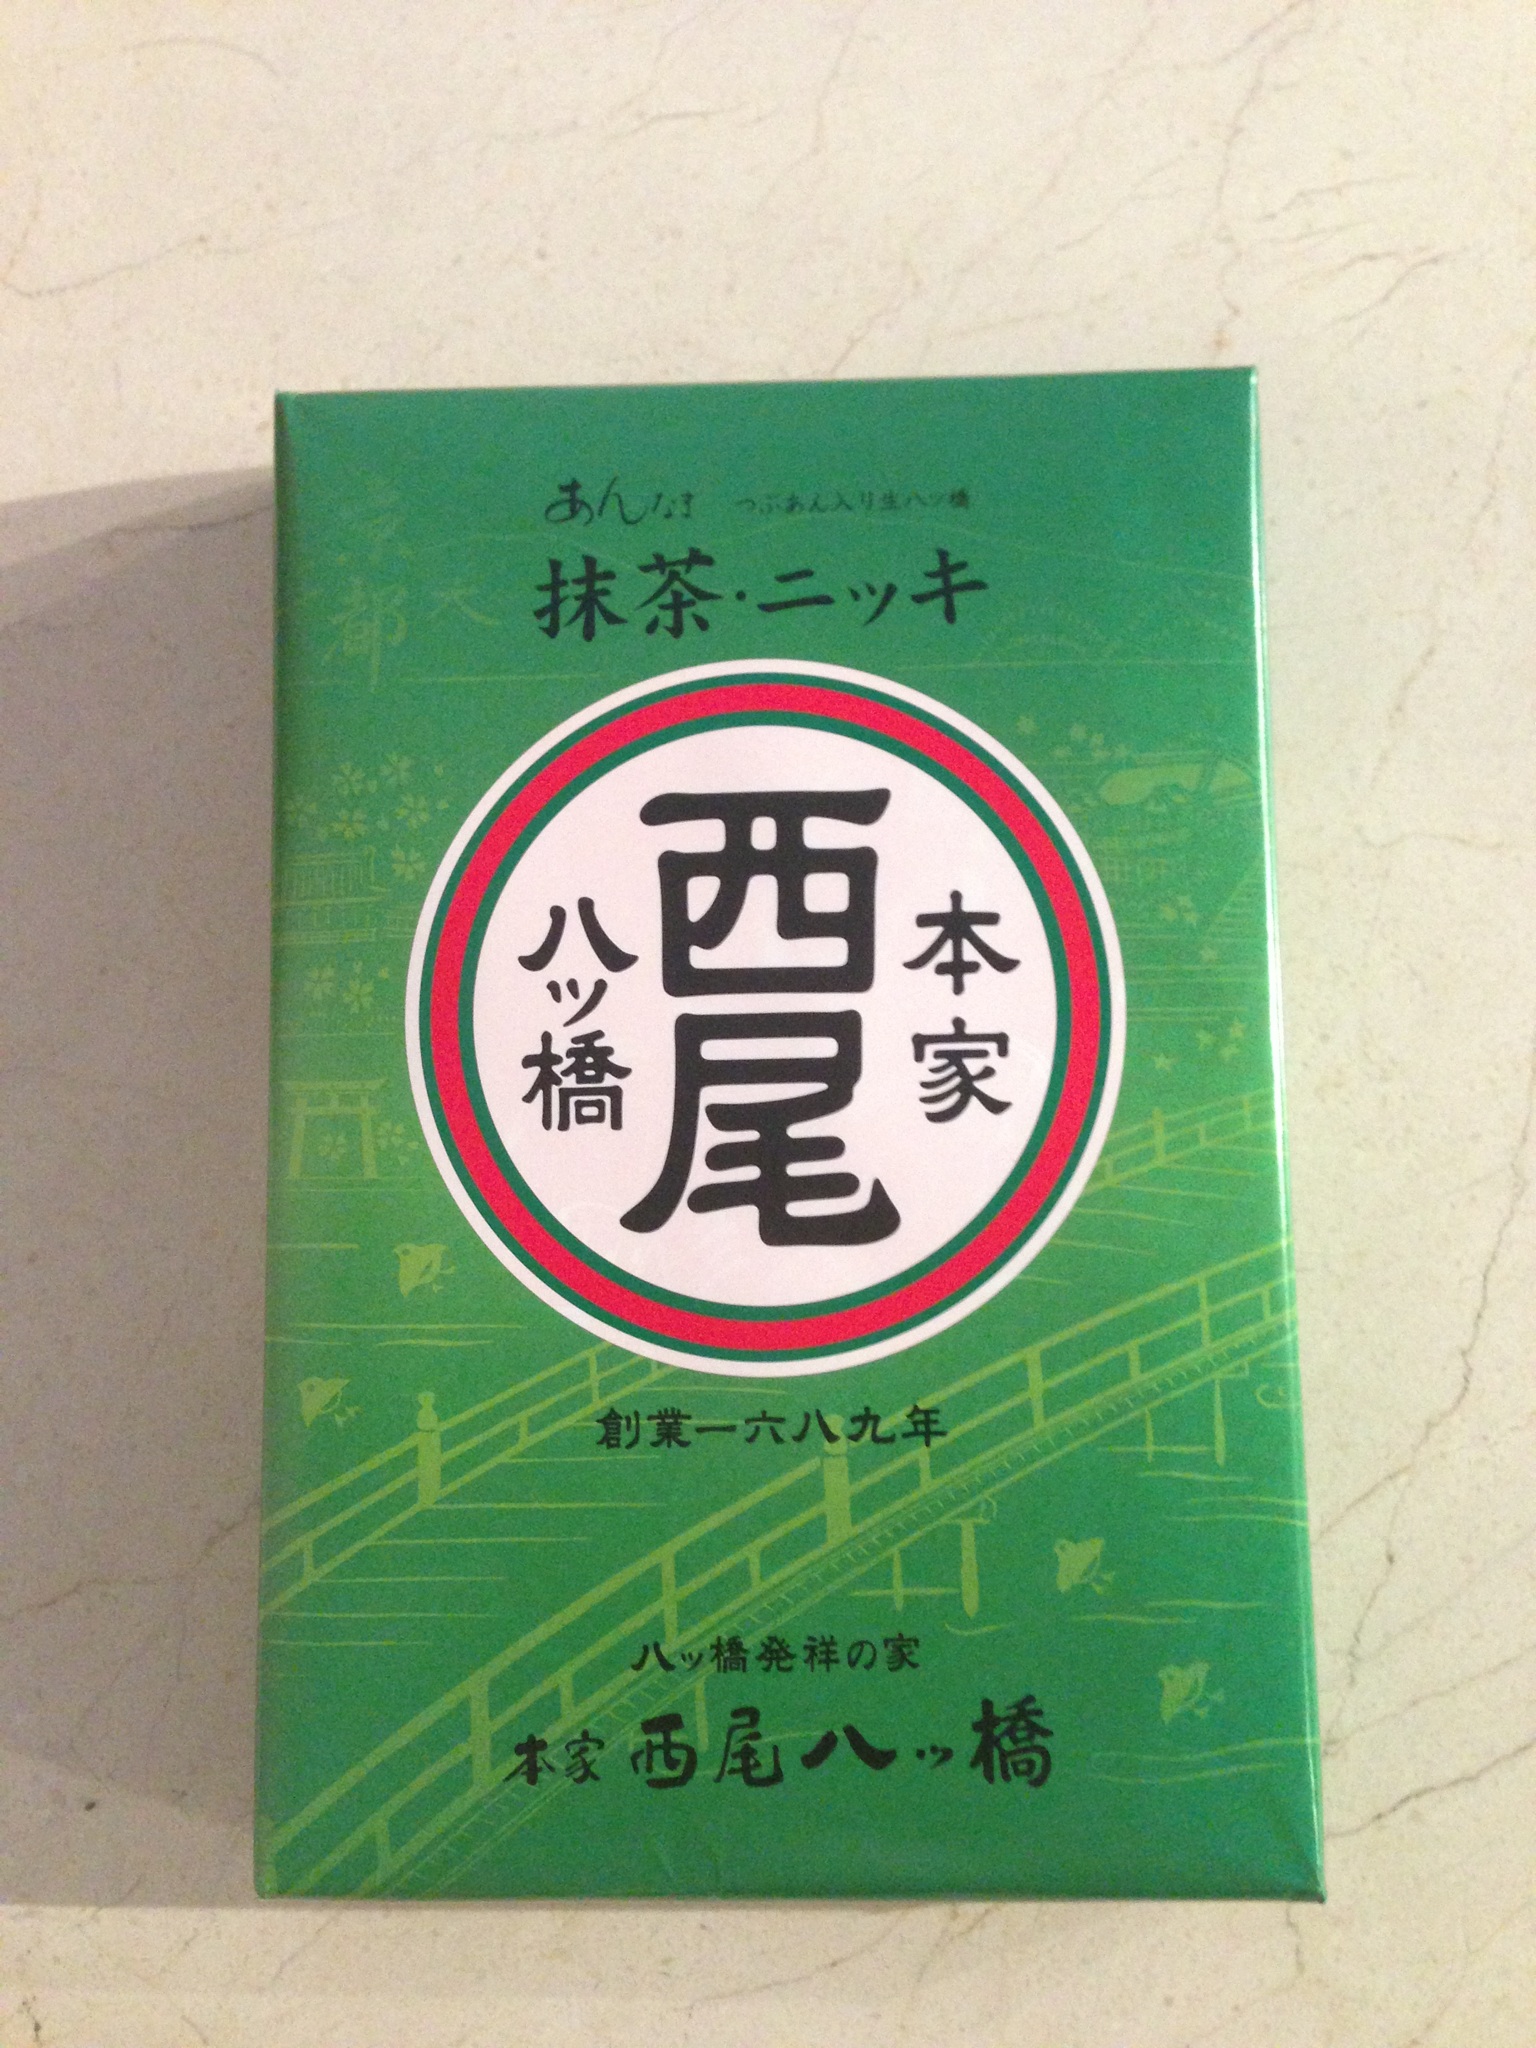 あんなま つぶあん入り生八ッ橋
抹茶・ニッキ
本家
西尾
八ッ橋
創業一六八九年
八ッ橋発祥の家
本家 西尾八ッ橋
京都